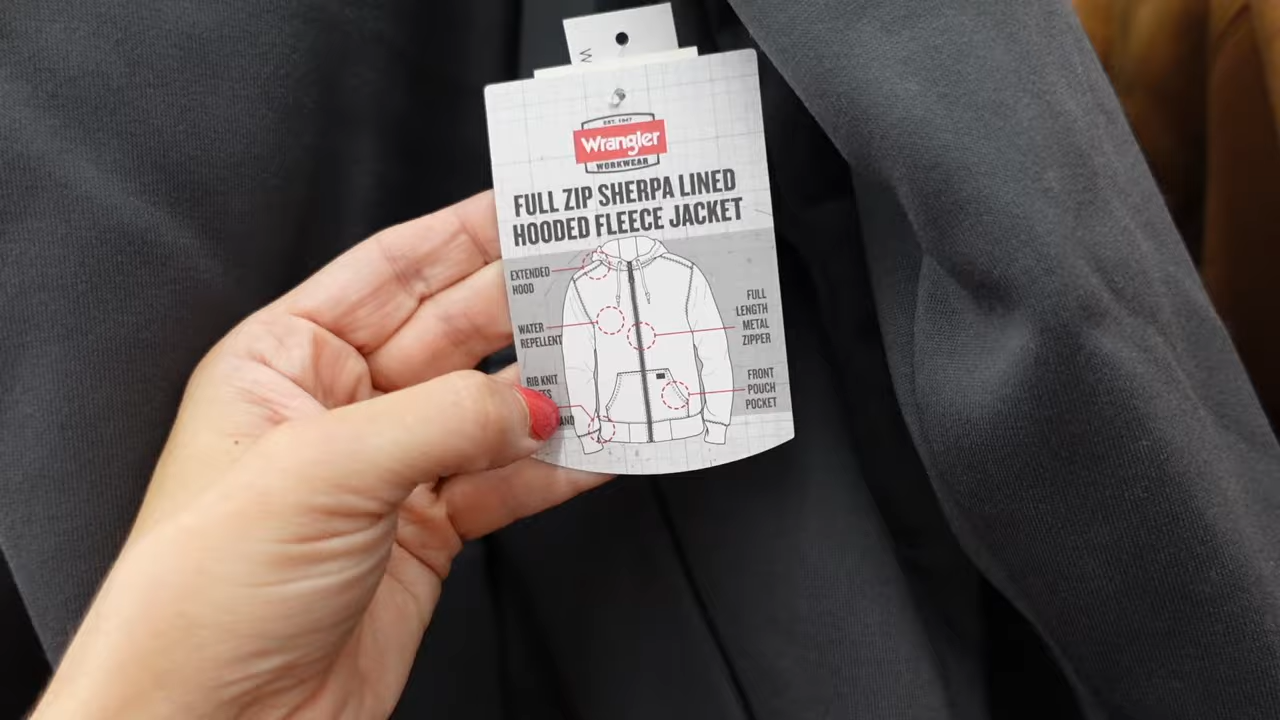 W
EST. 1947
Wrangler
WORKWEAR
FULL ZIP SHERPA LINED
HOODED FLEECE JACKET
EXTENDED
HOOD
WATER
REPELLENT
RIB KNIT
FULL
LENGTH
METAL
ZIPPER
FRONT
POUCH
POCKET